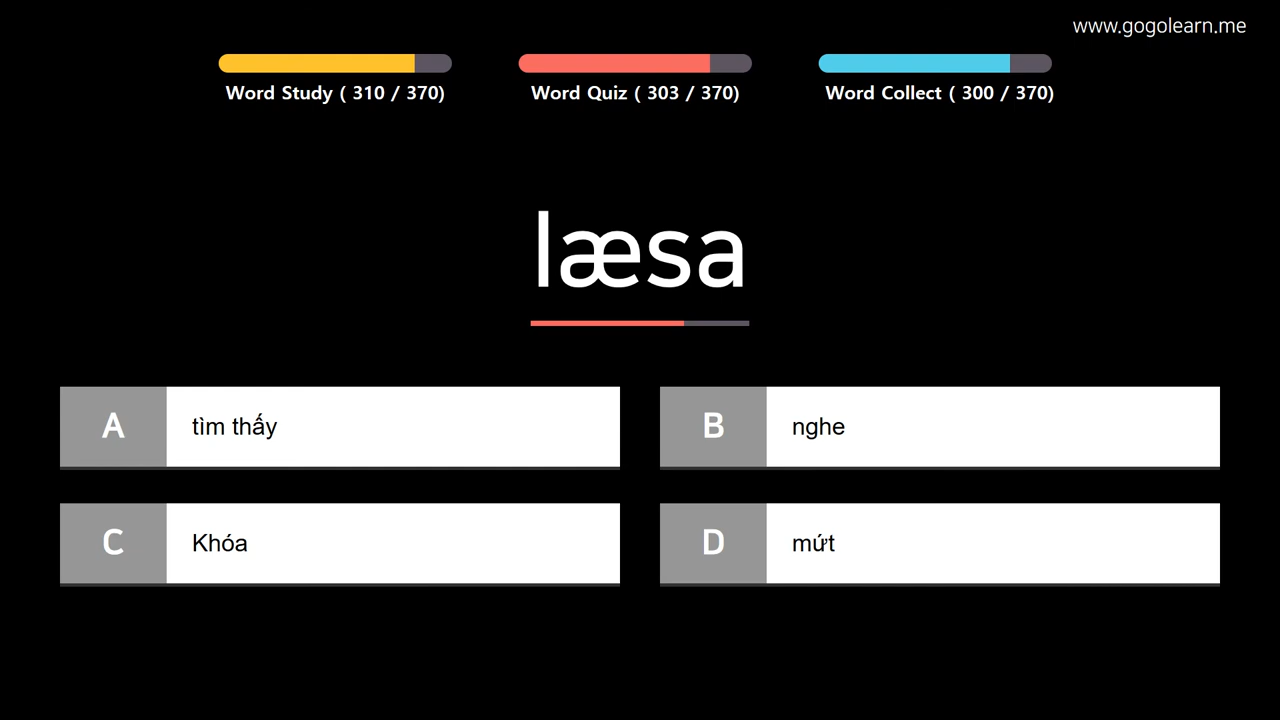 www.gogolearn.me
Word Study ( 310 / 370)
Word Quiz ( 303 / 370)
Word Collect ( 300 / 370)
læsa
A tìm thấy
B nghe
C Khóa
D mứt